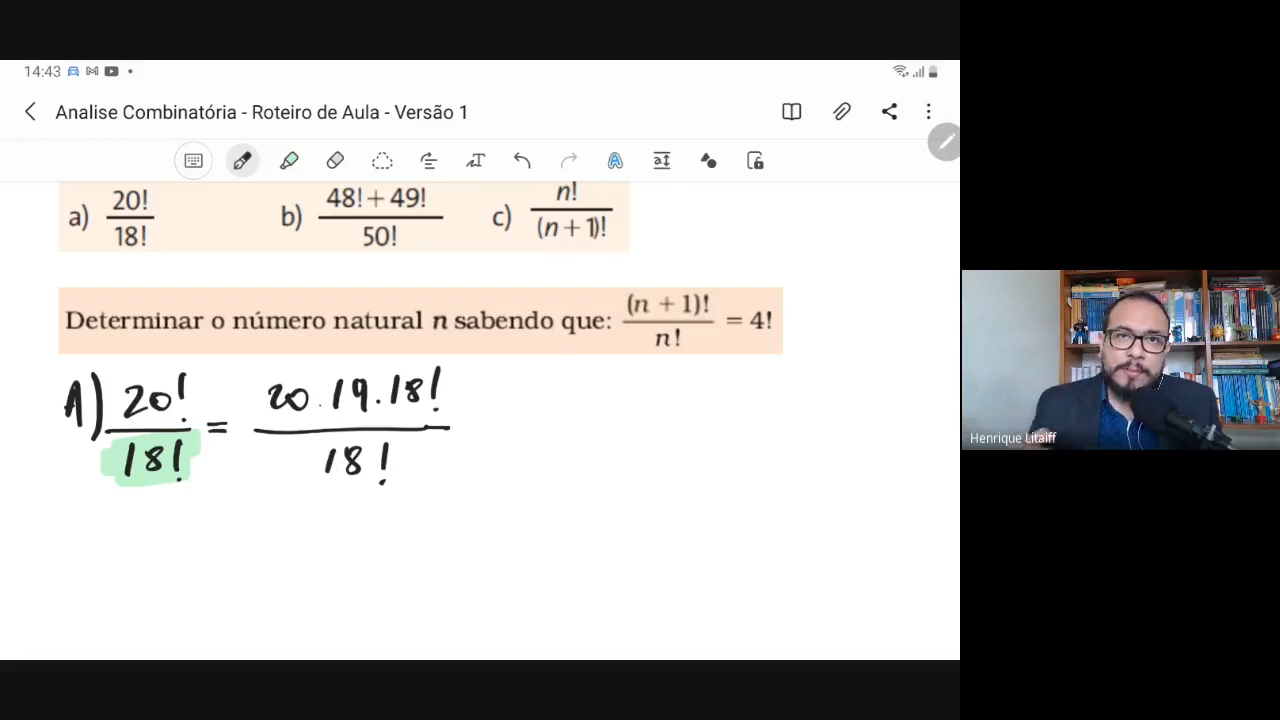 14:43
Analise Combinatória - Roteiro de Aula - Versão 1
a) 20!/18! b) 48!+49!/50! c) n!/(n+1)!
Determinar o número natural n sabendo que: (n + 1)!/n! = 4!
A) 20!/18! = 20.19.18!/18!
Henrique Litaiff